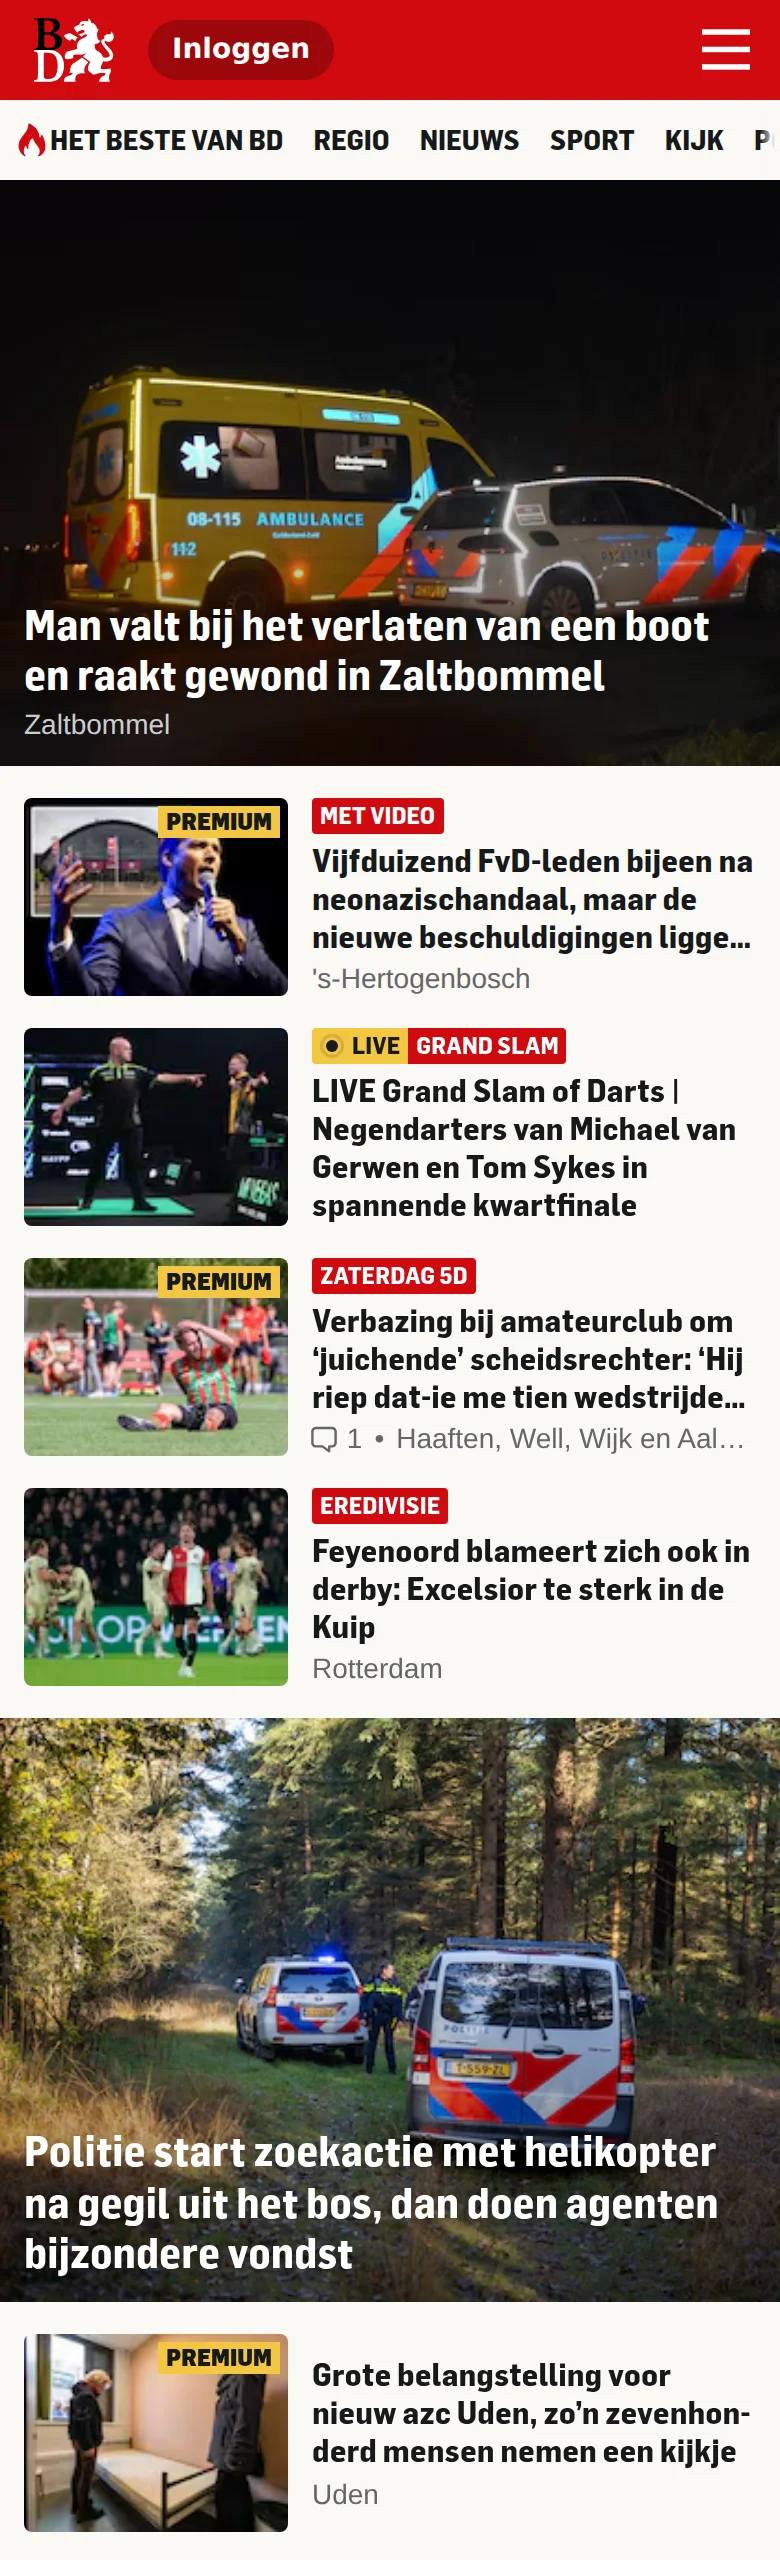 B
D
Inloggen
HET BESTE VAN BD REGIO NIEUWS SPORT KIJK
08-115 AMBULANCE
112
POLITIE
Man valt bij het verlaten van een boot
en raakt gewond in Zaltbommel
Zaltbommel
PREMIUM
MET VIDEO
Vijfduizend FvD-leden bijeen na
neonazischandaal, maar de
nieuwe beschuldigingen ligge...
's-Hertogenbosch
LIVE GRAND SLAM
LIVE Grand Slam of Darts |
Negendarters van Michael van
Gerwen en Tom Sykes in
spannende kwartfinale
PREMIUM
ZATERDAG 5D
Verbazing bij amateurclub om
‘juichende’ scheidsrechter: ‘Hij
riep dat-ie me tien wedstrijde...
1 • Haaften, Well, Wijk en Aal...
EREDIVISIE
Feyenoord blameert zich ook in
derby: Excelsior te sterk in de
Kuip
Rotterdam
POLITIE
Politie start zoekactie met helikopter
na gegil uit het bos, dan doen agenten
bijzondere vondst
PREMIUM
Grote belangstelling voor
nieuw azc Uden, zo’n zevenhon-
derd mensen nemen een kijkje
Uden